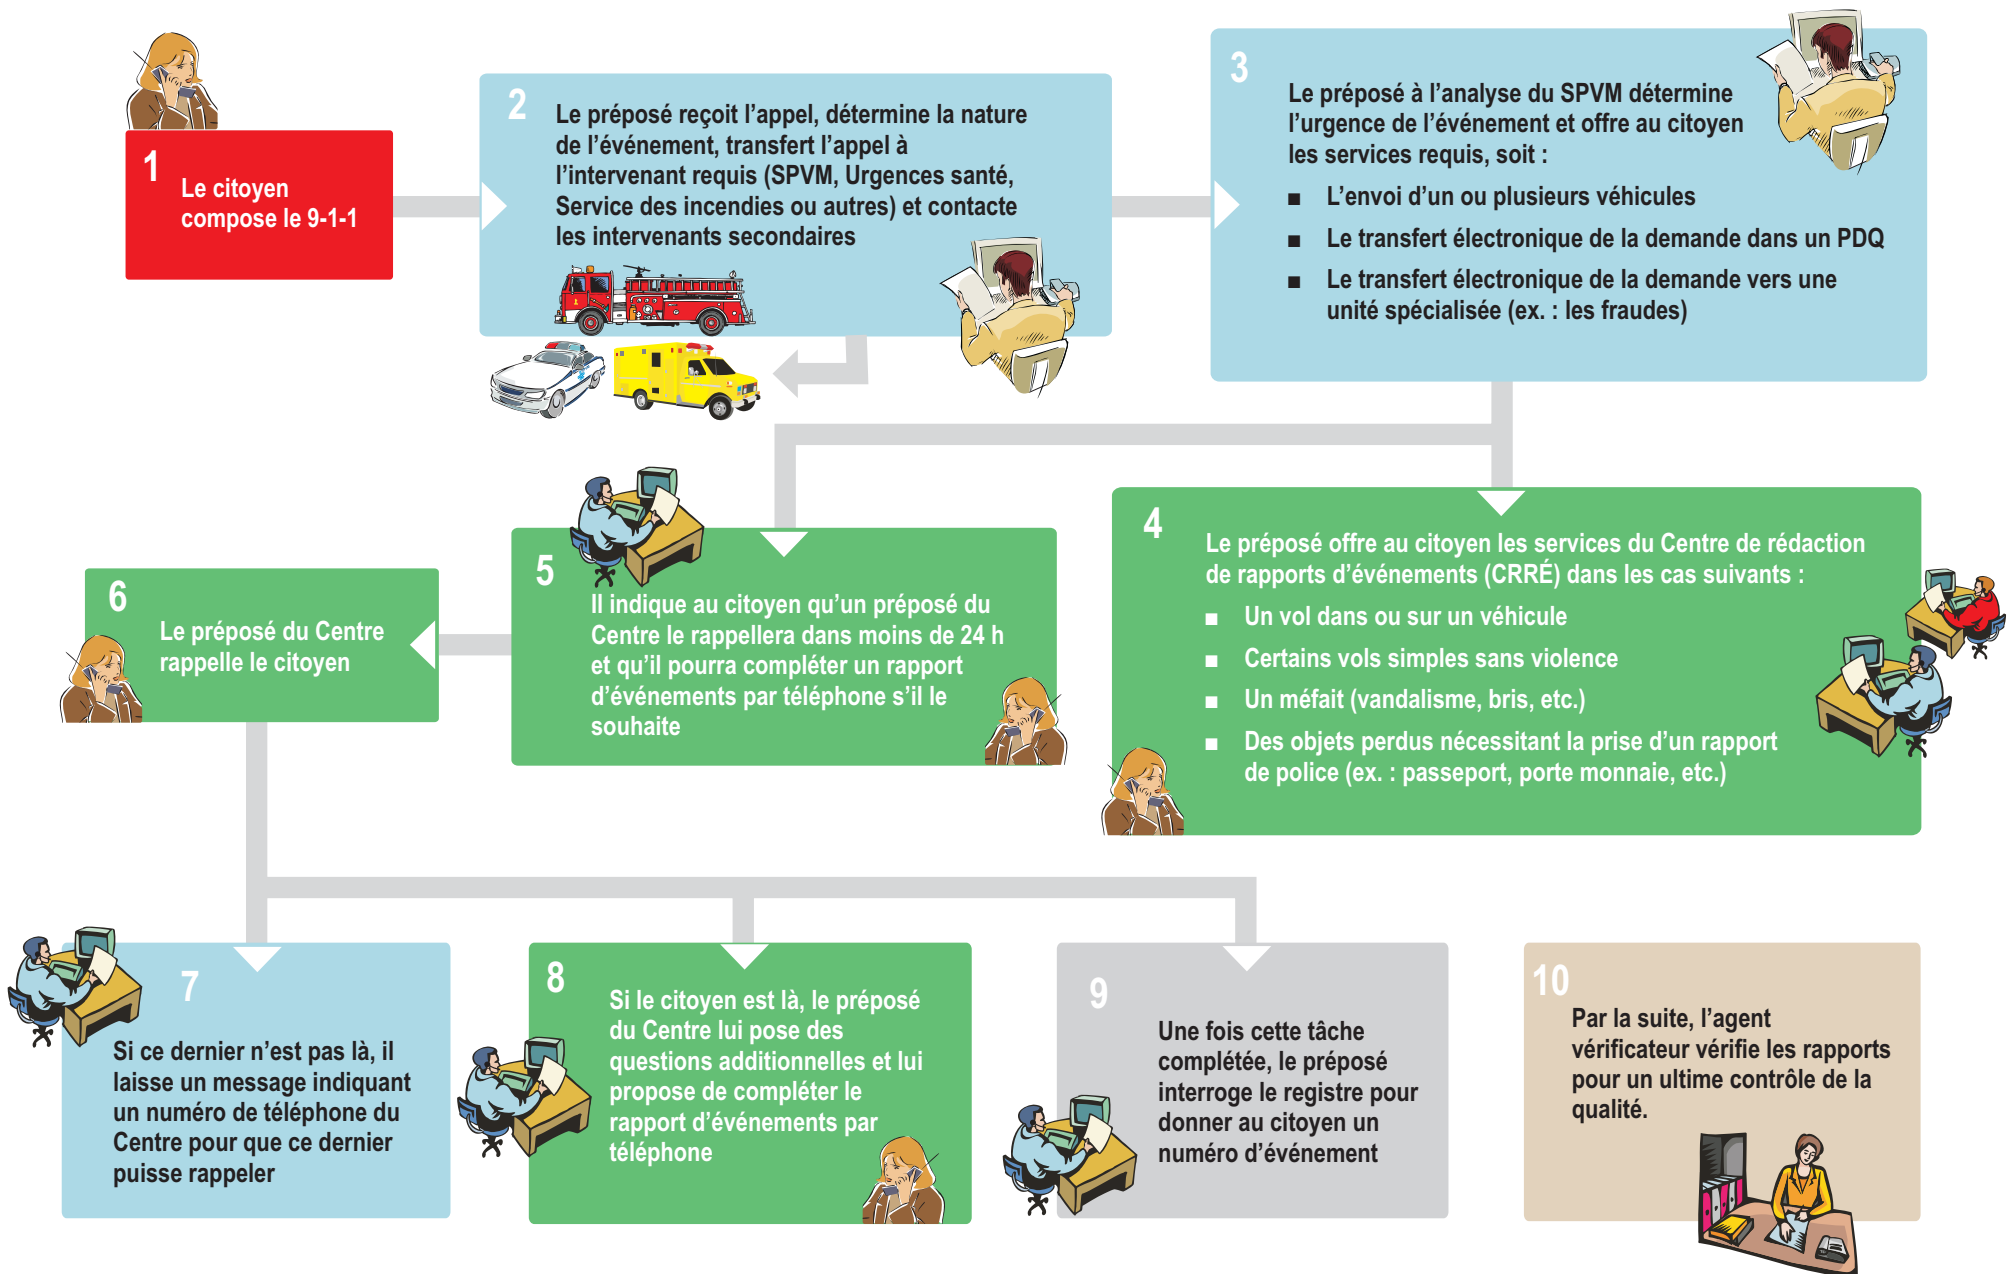 1
Le citoyen
compose le 9-1-1
2
Le préposé reçoit l’appel, détermine la nature
de l’événement, transfert l’appel à
l’intervenant requis (SPVM, Urgences santé,
Service des incendies ou autres) et contacte
les intervenants secondaires
3
Le préposé à l’analyse du SPVM détermine
l’urgence de l’événement et offre au citoyen
les services requis, soit :
■ L’envoi d’un ou plusieurs véhicules
■ Le transfert électronique de la demande dans un PDQ
■ Le transfert électronique de la demande vers une
unité spécialisée (ex. : les fraudes)
4
Le préposé offre au citoyen les services du Centre de rédaction
de rapports d’événements (CRRÉ) dans les cas suivants :
■ Un vol dans ou sur un véhicule
■ Certains vols simples sans violence
■ Un méfait (vandalisme, bris, etc.)
■ Des objets perdus nécessitant la prise d’un rapport
de police (ex. : passeport, porte monnaie, etc.)
5
Il indique au citoyen qu’un préposé du
Centre le rappellera dans moins de 24 h
et qu’il pourra compléter un rapport
d’événements par téléphone s’il le
souhaite
6
Le préposé du Centre
rappelle le citoyen
7
Si ce dernier n’est pas là, il
laisse un message indiquant
un numéro de téléphone du
Centre pour que ce dernier
puisse rappeler
8
Si le citoyen est là, le préposé
du Centre lui pose des
questions additionnelles et lui
propose de compléter le
rapport d’événements par
téléphone
9
Une fois cette tâche
complétée, le préposé
interroge le registre pour
donner au citoyen un
numéro d’événement
10
Par la suite, l’agent
vérificateur vérifie les rapports
pour un ultime contrôle de la
qualité.